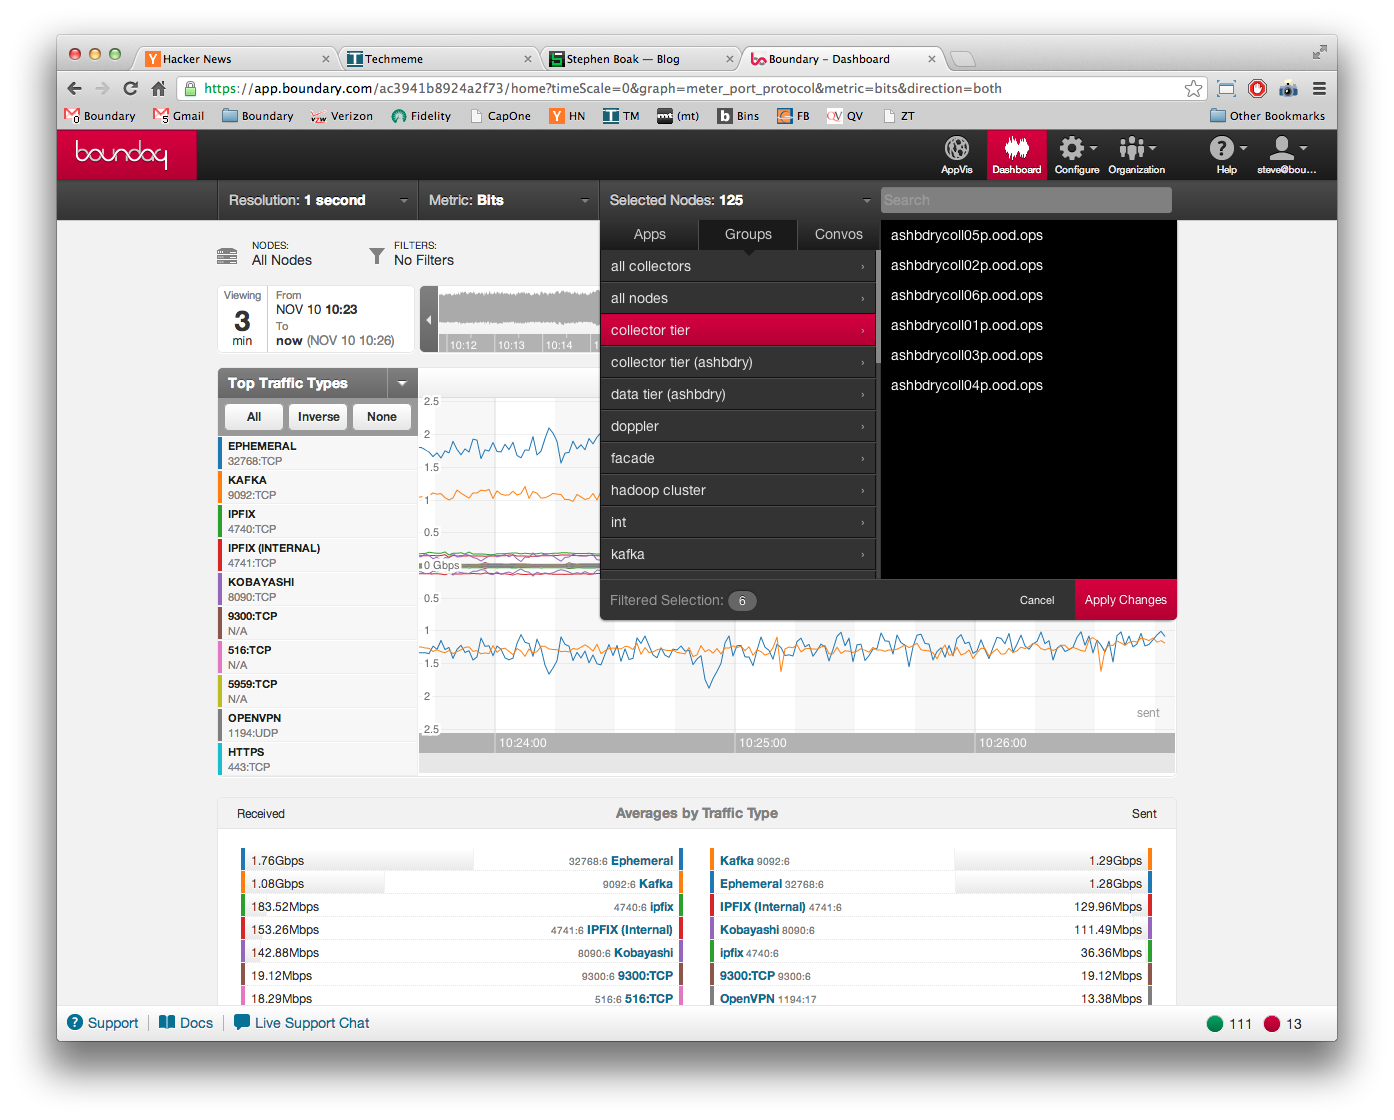 Hacker News
Techmeme
Stephen Boak — Blog
Boundary – Dashboard
https://app.boundary.com/ac3941b8924a2f73/home?timeScale=0&graph=meter_port_protocol&metric=bits&direction=both
Boundary
Gmail
Boundary
Verizon
Fidelity
CapOne
HN
TM
(mt)
Bins
FB
QV
ZT
Other Bookmarks
boundary
AppVis
Dashboard
Configure
Organization
Help
steve@bou...
Resolution: 1 second
Metric: Bits
Selected Nodes: 125
Search
NODES:
All Nodes
FILTERS:
No Filters
Apps
Groups
Convos
all collectors
all nodes
collector tier
collector tier (ashbdry)
data tier (ashbdry)
doppler
facade
hadoop cluster
int
kafka
ashbdrycoll05p.ood.ops
ashbdrycoll02p.ood.ops
ashbdrycoll06p.ood.ops
ashbdrycoll01p.ood.ops
ashbdrycoll03p.ood.ops
ashbdrycoll04p.ood.ops
Filtered Selection: 6
Cancel
Apply Changes
Viewing
3
min
From
NOV 10 10:23
To
now (NOV 10 10:26)
10:12
10:13
10:14
Top Traffic Types
All
Inverse
None
EPHEMERAL
32768:TCP
KAFKA
9092:TCP
IPFIX
4740:TCP
IPFIX (INTERNAL)
4741:TCP
KOBAYASHI
8090:TCP
9300:TCP
N/A
516:TCP
N/A
5959:TCP
N/A
OPENVPN
1194:UDP
HTTPS
443:TCP
2.5
2
1.5
1
0.5
0 Gbps
0.5
1
1.5
2
2.5
sent
10:24:00
10:25:00
10:26:00
Received
Averages by Traffic Type
Sent
1.76Gbps 32768:6 Ephemeral
1.08Gbps 9092:6 Kafka
183.52Mbps 4740:6 ipfix
153.26Mbps 4741:6 IPFIX (Internal)
142.88Mbps 8090:6 Kobayashi
19.12Mbps 9300:6 9300:TCP
18.29Mbps 516:6 516:TCP
Kafka 9092:6 1.29Gbps
Ephemeral 32768:6 1.28Gbps
IPFIX (Internal) 4741:6 129.96Mbps
Kobayashi 8090:6 111.49Mbps
ipfix 4740:6 36.36Mbps
9300:TCP 9300:6 19.12Mbps
OpenVPN 1194:17 13.38Mbps
Support
Docs
Live Support Chat
111
13